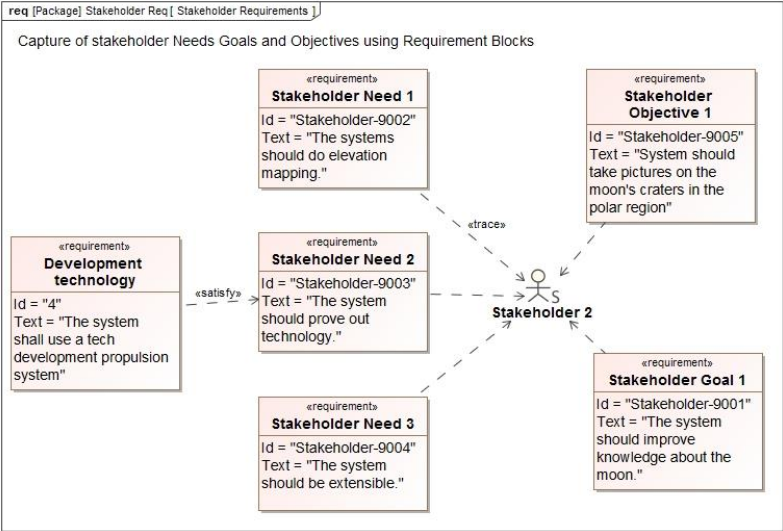 req [Package] Stakeholder Req [ Stakeholder Requirements ]
Capture of stakeholder Needs Goals and Objectives using Requirement Blocks
«requirement»
Stakeholder Need 1
Id = "Stakeholder-9002"
Text = "The systems
should do elevation
mapping."
«requirement»
Stakeholder
Objective 1
Id = "Stakeholder-9005"
Text = "System should
take pictures on the
moon's craters in the
polar region"
«trace»
«requirement»
Development
technology
Id = "4"
Text = "The system
shall use a tech
development propulsion
system"
«satisfy»
«requirement»
Stakeholder Need 2
Id = "Stakeholder-9003"
Text = "The system
should prove out
technology."
S
Stakeholder 2
«requirement»
Stakeholder Need 3
Id = "Stakeholder-9004"
Text = "The system
should be extensible."
«requirement»
Stakeholder Goal 1
Id = "Stakeholder-9001"
Text = "The system
should improve
knowledge about the
moon."